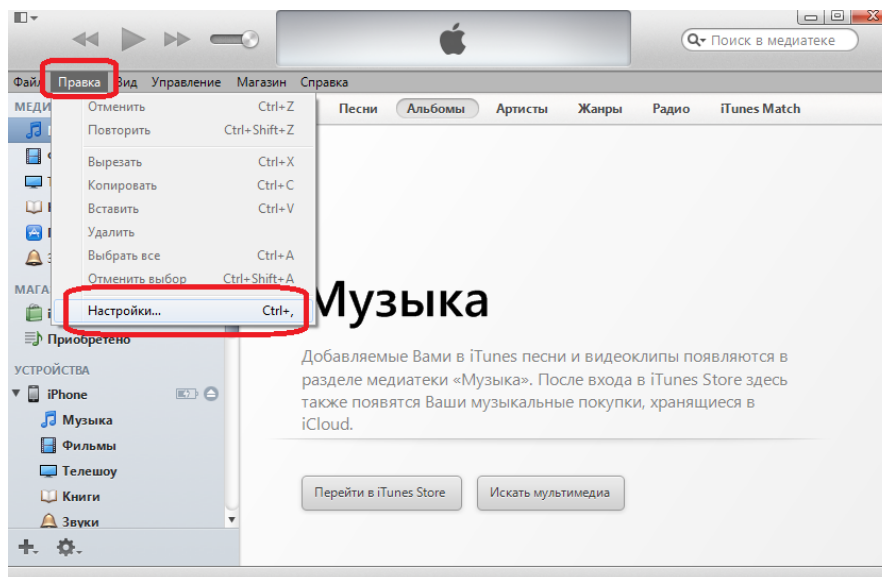 Поиск в медиатеке
Файл Правка Вид Управление Магазин Справка
МЕДИ
Песни Альбомы Артисты Жанры Радио iTunes Match
Отменить Ctrl+Z
Повторить Ctrl+Shift+Z
Вырезать Ctrl+X
Копировать Ctrl+C
Вставить Ctrl+V
Удалить
Выбрать все Ctrl+A
Отменить выбор Ctrl+Shift+A
Настройки... Ctrl+,
МАГА
Приобретено
УСТРОЙСТВА
iPhone
Музыка
Фильмы
Телешоу
Книги
Звуки
Музыка
Добавляемые Вами в iTunes песни и видеоклипы появляются в
разделе медиатеки «Музыка». После входа в iTunes Store здесь
также появятся Ваши музыкальные покупки, хранящиеся в
iCloud.
Перейти в iTunes Store Искать мультимедиа